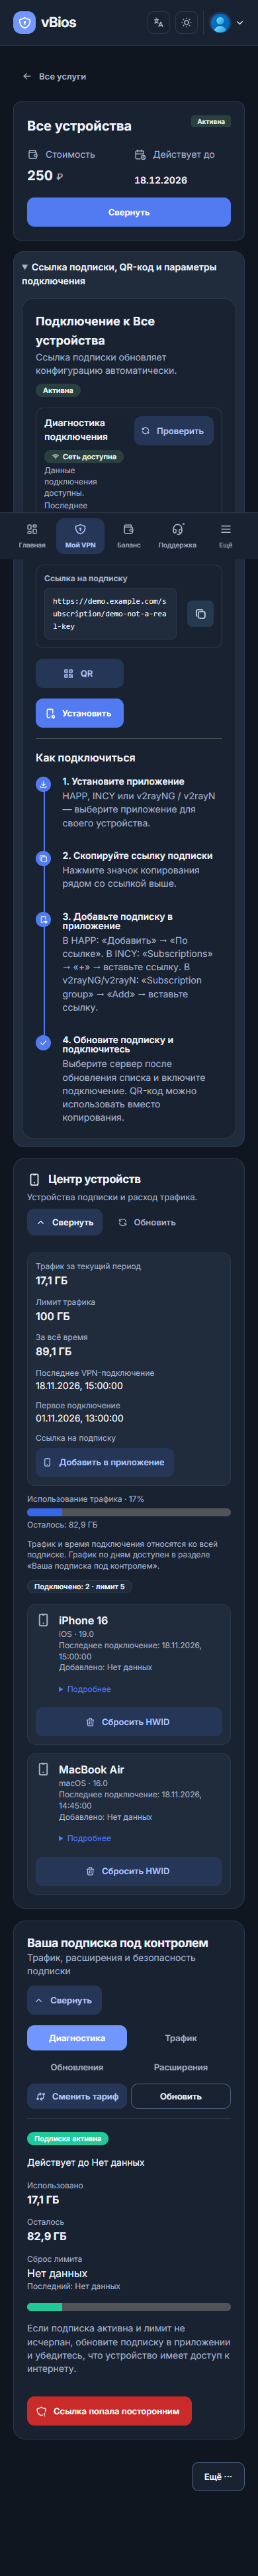 vBios
Все услуги
Все устройства
Активна
Стоимость
Действует до
250 ₽
18.12.2026
Свернуть
▼ Ссылка подписки, QR-код и параметры
подключения
Подключение к Все
устройства
Ссылка подписки обновляет
конфигурацию автоматически.
Активна
Диагностика
подключения
Проверить
Сеть доступна
Данные
подключения
доступны.
Последнее
Главная
Мой VPN
Баланс
Поддержка
Ещё
Ссылка на подписку
https://demo.example.com/s
ubscription/demo-not-a-rea
l-key
QR
Установить
Как подключиться
1. Установите приложение
HAPP, INCY или v2rayNG / v2rayN
— выберите приложение для
своего устройства.
2. Скопируйте ссылку подписки
Нажмите значок копирования
рядом со ссылкой выше.
3. Добавьте подписку в
приложение
В HAPP: «Добавить» → «По
ссылке». В INCY: «Subscriptions»
→ «+» → вставьте ссылку. В
v2rayNG/v2rayN: «Subscription
group» → «Add» → вставьте
ссылку.
4. Обновите подписку и
подключитесь
Выберите сервер после
обновления списка и включите
подключение. QR-код можно
использовать вместо
копирования.
Центр устройств
Устройства подписки и расход трафика.
Свернуть
Обновить
Трафик за текущий период
17,1 ГБ
Лимит трафика
100 ГБ
За всё время
89,1 ГБ
Последнее VPN-подключение
18.11.2026, 15:00:00
Первое подключение
01.11.2026, 13:00:00
Ссылка на подписку
Добавить в приложение
Использование трафика · 17%
Осталось: 82,9 ГБ
Трафик и время подключения относятся ко всей
подписке. График по дням доступен в разделе
«Ваша подписка под контролем».
Подключено: 2 · лимит 5
iPhone 16
iOS · 19.0
Последнее подключение: 18.11.2026,
15:00:00
Добавлено: Нет данных
▶ Подробнее
Сбросить HWID
MacBook Air
macOS · 16.0
Последнее подключение: 18.11.2026,
14:45:00
Добавлено: Нет данных
▶ Подробнее
Сбросить HWID
Ваша подписка под контролем
Трафик, расширения и безопасность
подписки
Свернуть
Диагностика
Трафик
Обновления
Расширения
Сменить тариф
Обновить
Подписка активна
Действует до Нет данных
Использовано
17,1 ГБ
Осталось
82,9 ГБ
Сброс лимита
Нет данных
Последний: Нет данных
Если подписка активна и лимит не
исчерпан, обновите подписку в приложении
и убедитесь, что устройство имеет доступ к
интернету.
Ссылка попала посторонним
Ещё ···